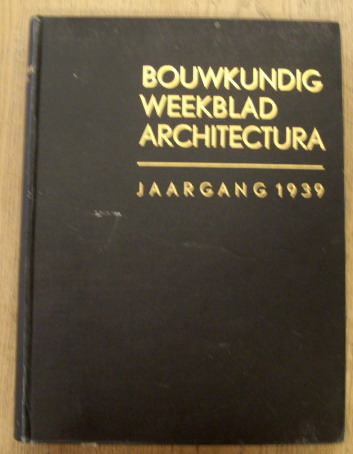 BOUWKUNDIG
WEEKBLAD
ARCHITECTURA
JAARGANG 1939